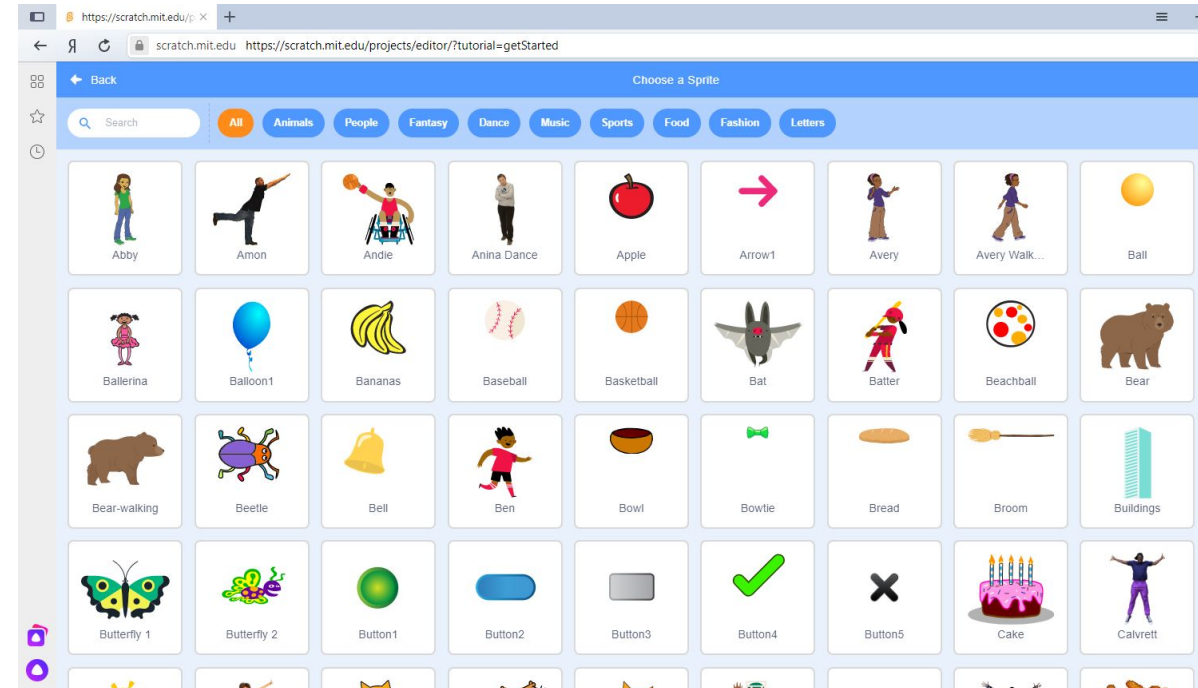 https://scratch.mit.edu/p
Я scratch.mit.edu https://scratch.mit.edu/projects/editor/?tutorial=getStarted
Back Choose a Sprite
Search All Animals People Fantasy Dance Music Sports Food Fashion Letters
Abby Amon Andie Anina Dance Apple Arrow1 Avery Avery Walk... Ball
Ballerina Balloon1 Bananas Baseball Basketball Bat Batter Beachball Bear
Bear-walking Beetle Bell Ben Bowl Bowtie Bread Broom Buildings
Butterfly 1 Butterfly 2 Button1 Button2 Button3 Button4 Button5 Cake Calvrett